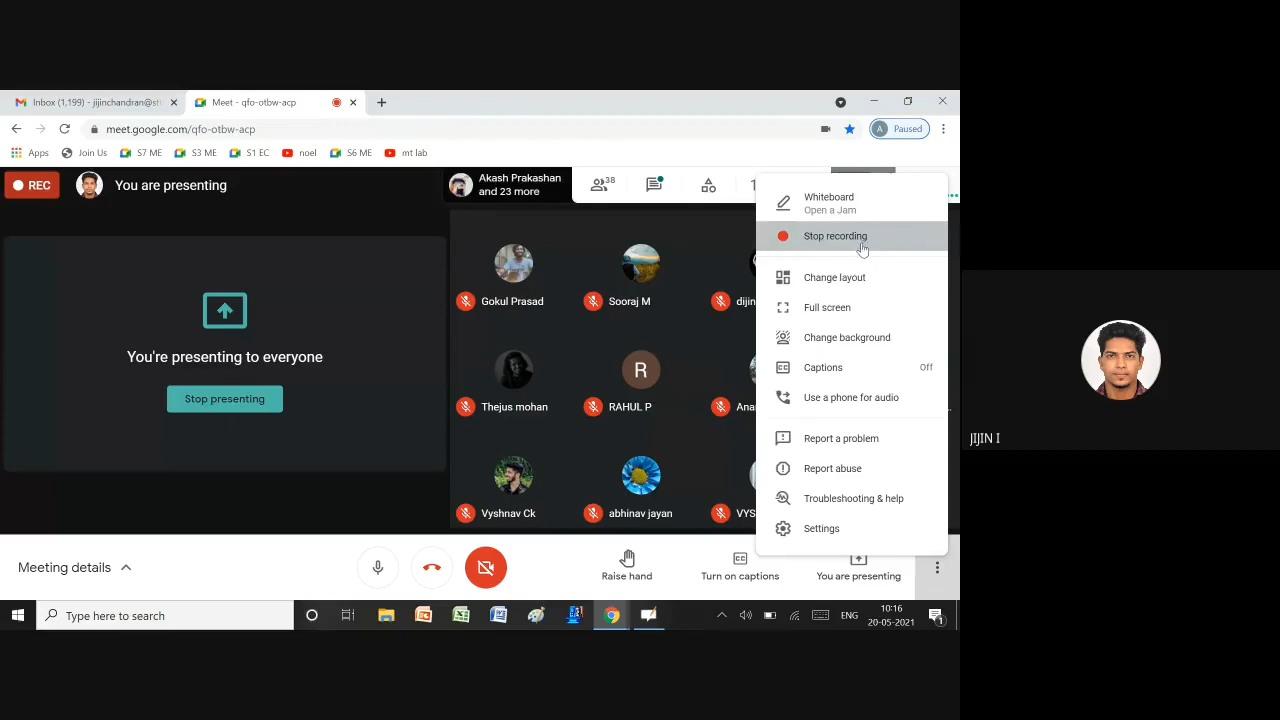 Inbox (1,199) - jijinchandran@st
Meet - qfo-otbw-acp
meet.google.com/qfo-otbw-acp
A Paused
Apps
Join Us
S7 ME
S3 ME
S1 EC
noel
S6 ME
mt lab
REC
You are presenting
Akash Prakashan
and 23 more
38
Whiteboard
Open a Jam
Stop recording
Change layout
Full screen
Change background
Captions Off
Use a phone for audio
Report a problem
Report abuse
Troubleshooting & help
Settings
You're presenting to everyone
Stop presenting
Gokul Prasad
Sooraj M
dijin
Thejus mohan
R
RAHUL P
Ana
Vyshnav Ck
abhinav jayan
VYS
JIJIN I
Meeting details
Raise hand
Turn on captions
You are presenting
Type here to search
ENG
10:16
20-05-2021
1